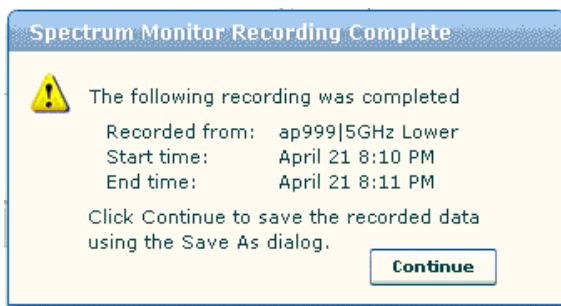 Spectrum Monitor Recording Complete
The following recording was completed
Recorded from: ap999|5GHz Lower
Start time: April 21 8:10 PM
End time: April 21 8:11 PM
Click Continue to save the recorded data
using the Save As dialog.
Continue